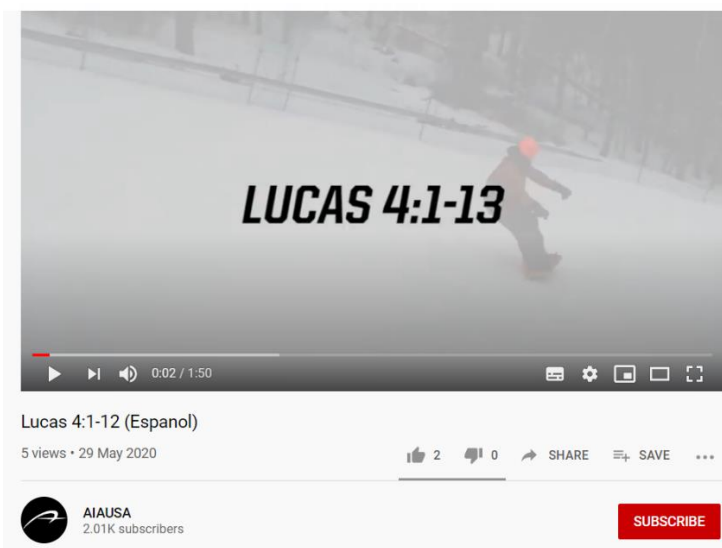 LUCAS 4:1-13
0:02 / 1:50
Lucas 4:1-12 (Espanol)
5 views • 29 May 2020
2
0
SHARE
SAVE
AIAUSA
2.01K subscribers
SUBSCRIBE